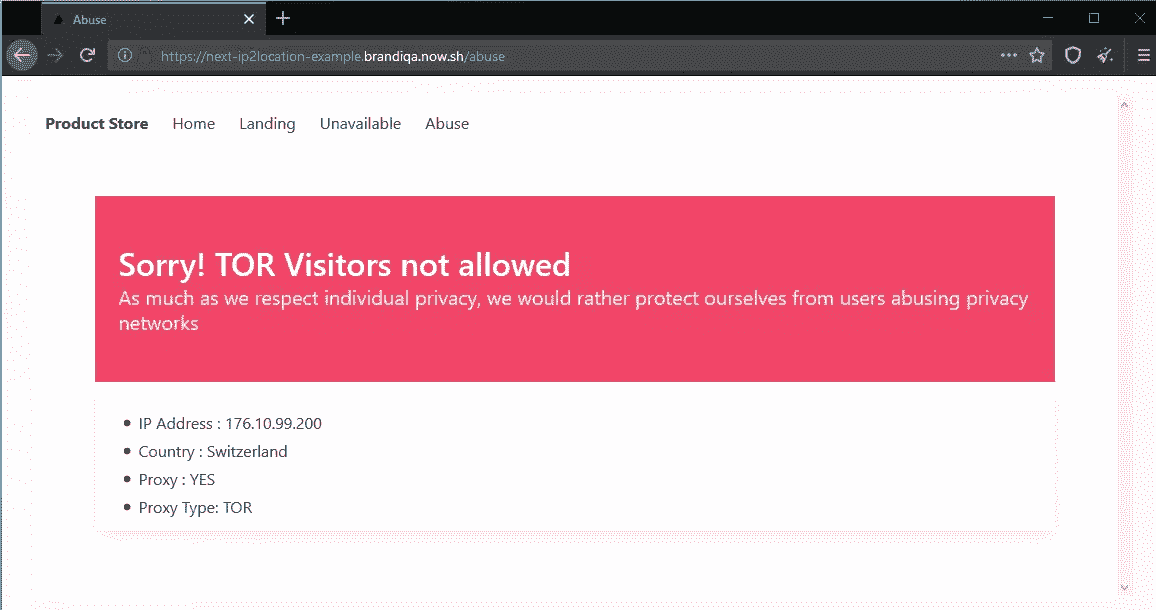 Abuse
https://next-ip2location-example.brandiqa.now.sh/abuse
Product Store Home Landing Unavailable Abuse
Sorry! TOR Visitors not allowed
As much as we respect individual privacy, we would rather protect ourselves from users abusing privacy
networks
IP Address : 176.10.99.200
Country : Switzerland
Proxy : YES
Proxy Type: TOR